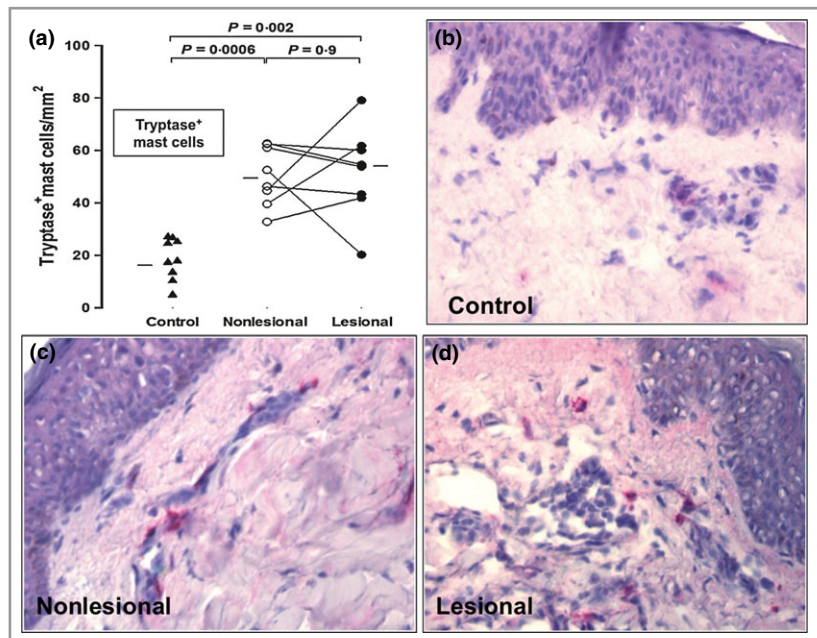 (a)
P = 0·002
P = 0·0006
P = 0·9
100
80
60
40
20
0
Tryptase+ mast cells/mm2
Tryptase+
mast cells
Control
Nonlesional
Lesional
(b)
Control
(c)
Nonlesional
(d)
Lesional